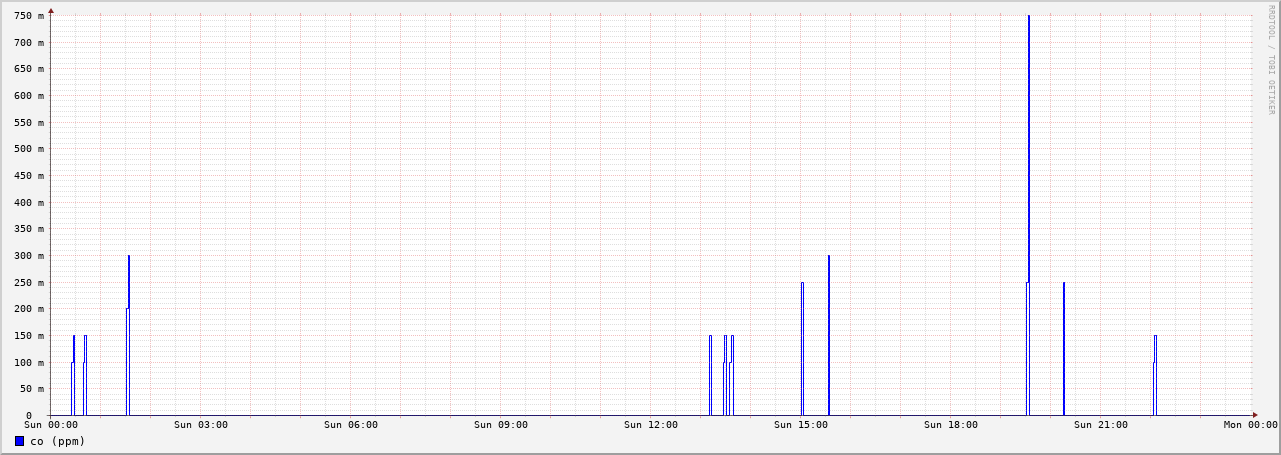 750 m
700 m
650 m
600 m
550 m
500 m
450 m
400 m
350 m
300 m
250 m
200 m
150 m
100 m
50 m
0
00:00
Sun 03:00
Sun 06:00
Sun 09:00
Sun 12:00
Sun 15:00
Sun 18:00
Sun 21:00
Mon 00:00
co (ppm)
RRDTOOL / TOBI OETIKER